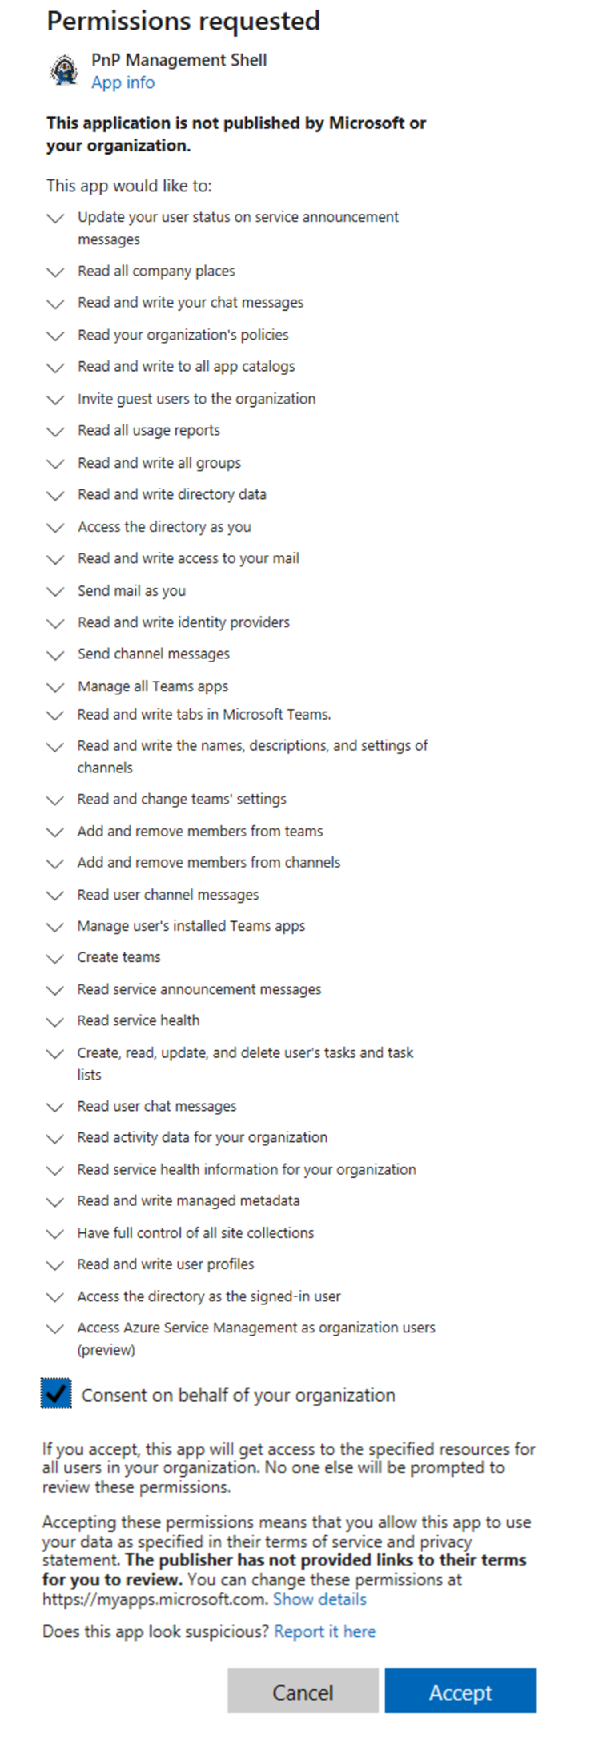 Permissions requested
PnP Management Shell
App info
This application is not published by Microsoft or
your organization.
This app would like to:
Update your user status on service announcement
messages
Read all company places
Read and write your chat messages
Read your organization's policies
Read and write to all app catalogs
Invite guest users to the organization
Read all usage reports
Read and write all groups
Read and write directory data
Access the directory as you
Read and write access to your mail
Send mail as you
Read and write identity providers
Send channel messages
Manage all Teams apps
Read and write tabs in Microsoft Teams.
Read and write the names, descriptions, and settings of
channels
Read and change teams' settings
Add and remove members from teams
Add and remove members from channels
Read user channel messages
Manage user's installed Teams apps
Create teams
Read service announcement messages
Read service health
Create, read, update, and delete user's tasks and task
lists
Read user chat messages
Read activity data for your organization
Read service health information for your organization
Read and write managed metadata
Have full control of all site collections
Read and write user profiles
Access the directory as the signed-in user
Access Azure Service Management as organization users
(preview)
Consent on behalf of your organization
If you accept, this app will get access to the specified resources for
all users in your organization. No one else will be prompted to
review these permissions.
Accepting these permissions means that you allow this app to use
your data as specified in their terms of service and privacy
statement. The publisher has not provided links to their terms
for you to review. You can change these permissions at
https://myapps.microsoft.com. Show details
Does this app look suspicious? Report it here
Cancel
Accept